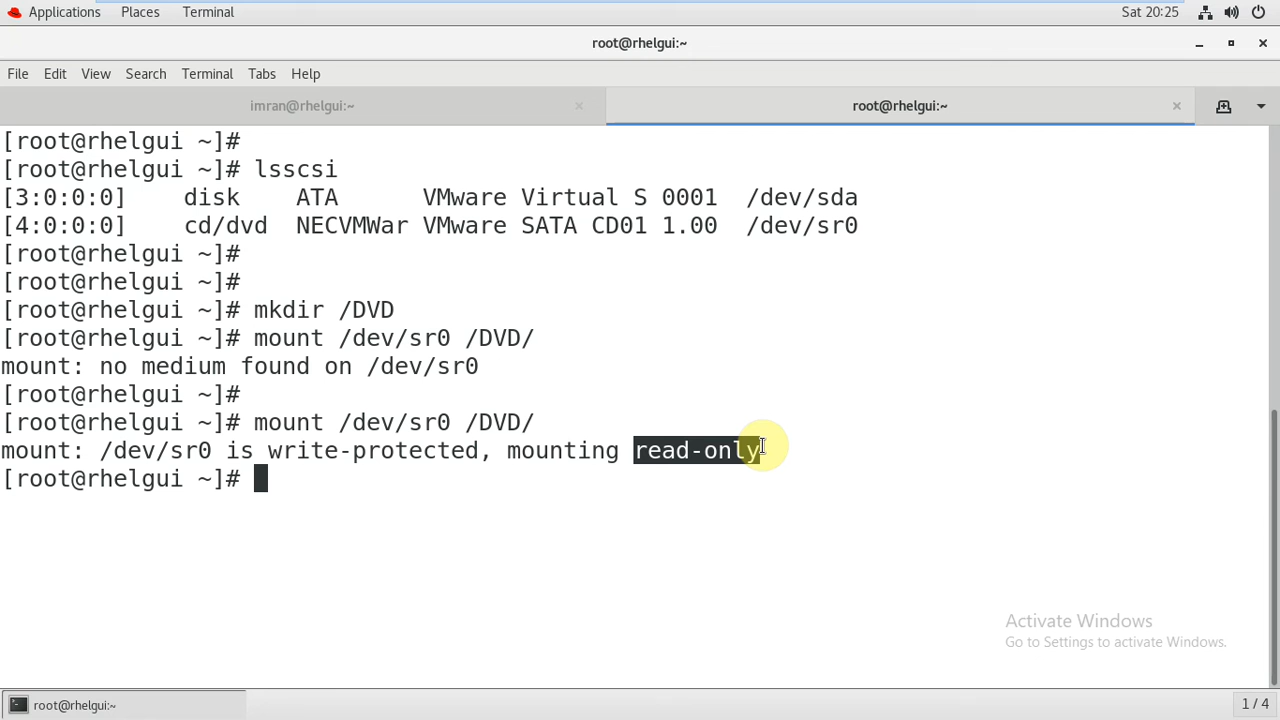 Applications Places Terminal Sat 20:25
root@rhelgui:~
File Edit View Search Terminal Tabs Help
imran@rhelgui:~ × root@rhelgui:~ ×
[root@rhelgui ~]#
[root@rhelgui ~]# lsscsi
[3:0:0:0] disk ATA VMware Virtual S 0001 /dev/sda
[4:0:0:0] cd/dvd NECVMWar VMware SATA CD01 1.00 /dev/sr0
[root@rhelgui ~]#
[root@rhelgui ~]#
[root@rhelgui ~]# mkdir /DVD
[root@rhelgui ~]# mount /dev/sr0 /DVD/
mount: no medium found on /dev/sr0
[root@rhelgui ~]#
[root@rhelgui ~]# mount /dev/sr0 /DVD/
mount: /dev/sr0 is write-protected, mounting read-only
[root@rhelgui ~]#
Activate Windows
Go to Settings to activate Windows.
root@rhelgui:~ 1 / 4